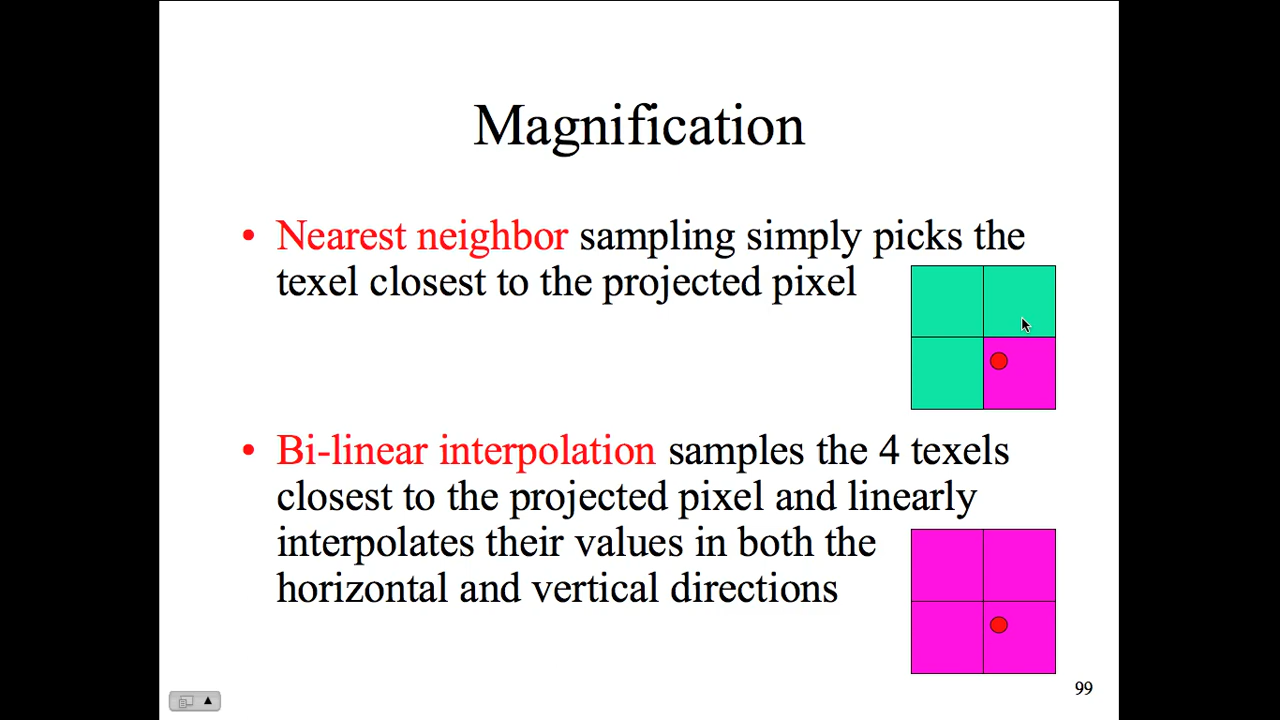 Magnification
• Nearest neighbor sampling simply picks the
texel closest to the projected pixel
• Bi-linear interpolation samples the 4 texels
closest to the projected pixel and linearly
interpolates their values in both the
horizontal and vertical directions
99